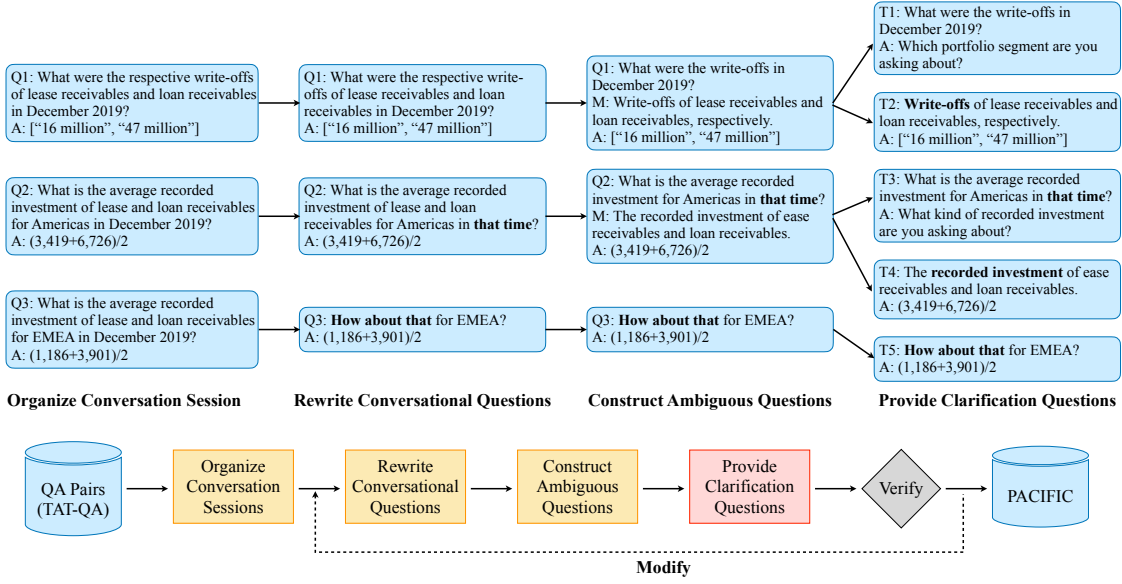 Q1: What were the respective write-offs
of lease receivables and loan receivables
in December 2019?
A: [“16 million”, “47 million”]
Q2: What is the average recorded
investment of lease and loan receivables
for Americas in December 2019?
A: (3,419+6,726)/2
Q3: What is the average recorded
investment of lease and loan receivables
for EMEA in December 2019?
A: (1,186+3,901)/2
Organize Conversation Session
Q1: What were the respective write-
offs of lease receivables and loan
receivables in December 2019?
A: [“16 million”, “47 million”]
Q2: What is the average recorded
investment of lease and loan
receivables for Americas in that time?
A: (3,419+6,726)/2
Q3: How about that for EMEA?
A: (1,186+3,901)/2
Rewrite Conversational Questions
Q1: What were the write-offs in
December 2019?
M: Write-offs of lease receivables and
loan receivables, respectively.
A: [“16 million”, “47 million”]
Q2: What is the average recorded
investment for Americas in that time?
M: The recorded investment of ease
receivables and loan receivables.
A: (3,419+6,726)/2
Q3: How about that for EMEA?
A: (1,186+3,901)/2
Construct Ambiguous Questions
T1: What were the write-offs in
December 2019?
A: Which portfolio segment are you
asking about?
T2: Write-offs of lease receivables and
loan receivables, respectively.
A: [“16 million”, “47 million”]
T3: What is the average recorded
investment for Americas in that time?
A: What kind of recorded investment
are you asking about?
T4: The recorded investment of ease
receivables and loan receivables.
A: (3,419+6,726)/2
T5: How about that for EMEA?
A: (1,186+3,901)/2
Provide Clarification Questions
QA Pairs
(TAT-QA)
Organize
Conversation
Sessions
Rewrite
Conversational
Questions
Construct
Ambiguous
Questions
Provide
Clarification
Questions
Verify
PACIFIC
Modify